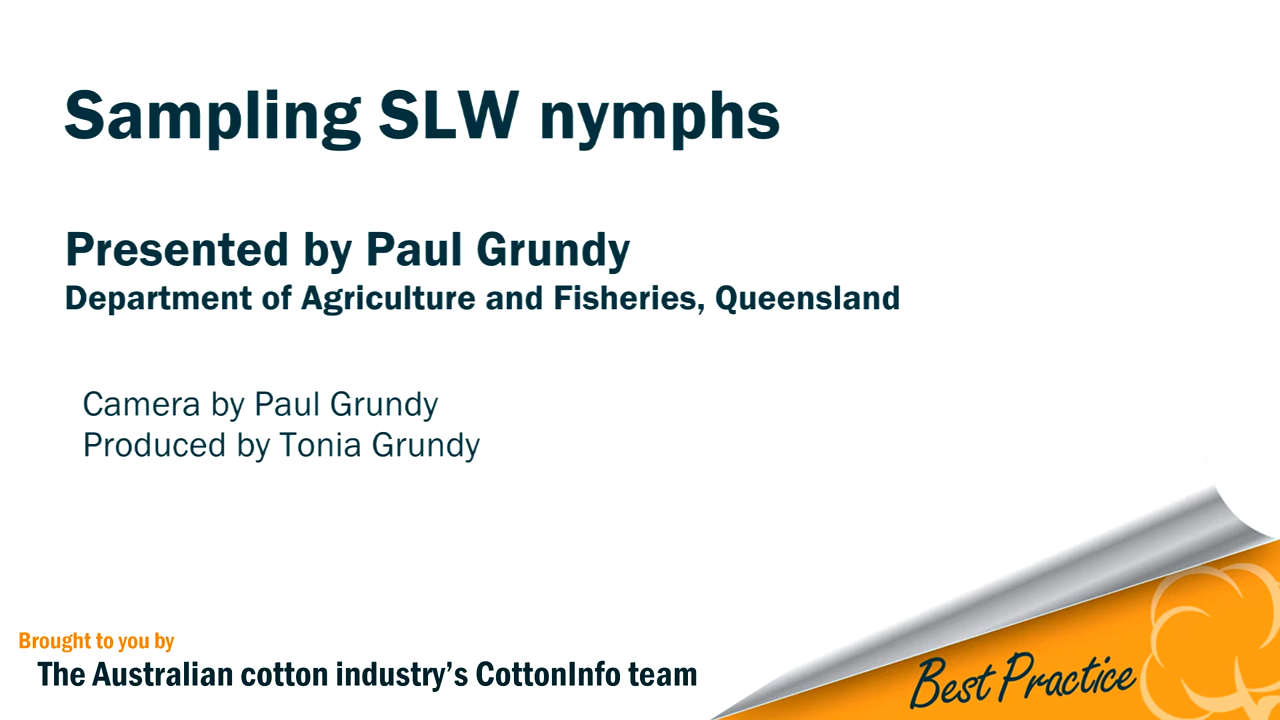 Sampling SLW nymphs
Presented by Paul Grundy
Department of Agriculture and Fisheries, Queensland
Camera by Paul Grundy
Produced by Tonia Grundy
Brought to you by
The Australian cotton industry's CottonInfo team
Best Practice